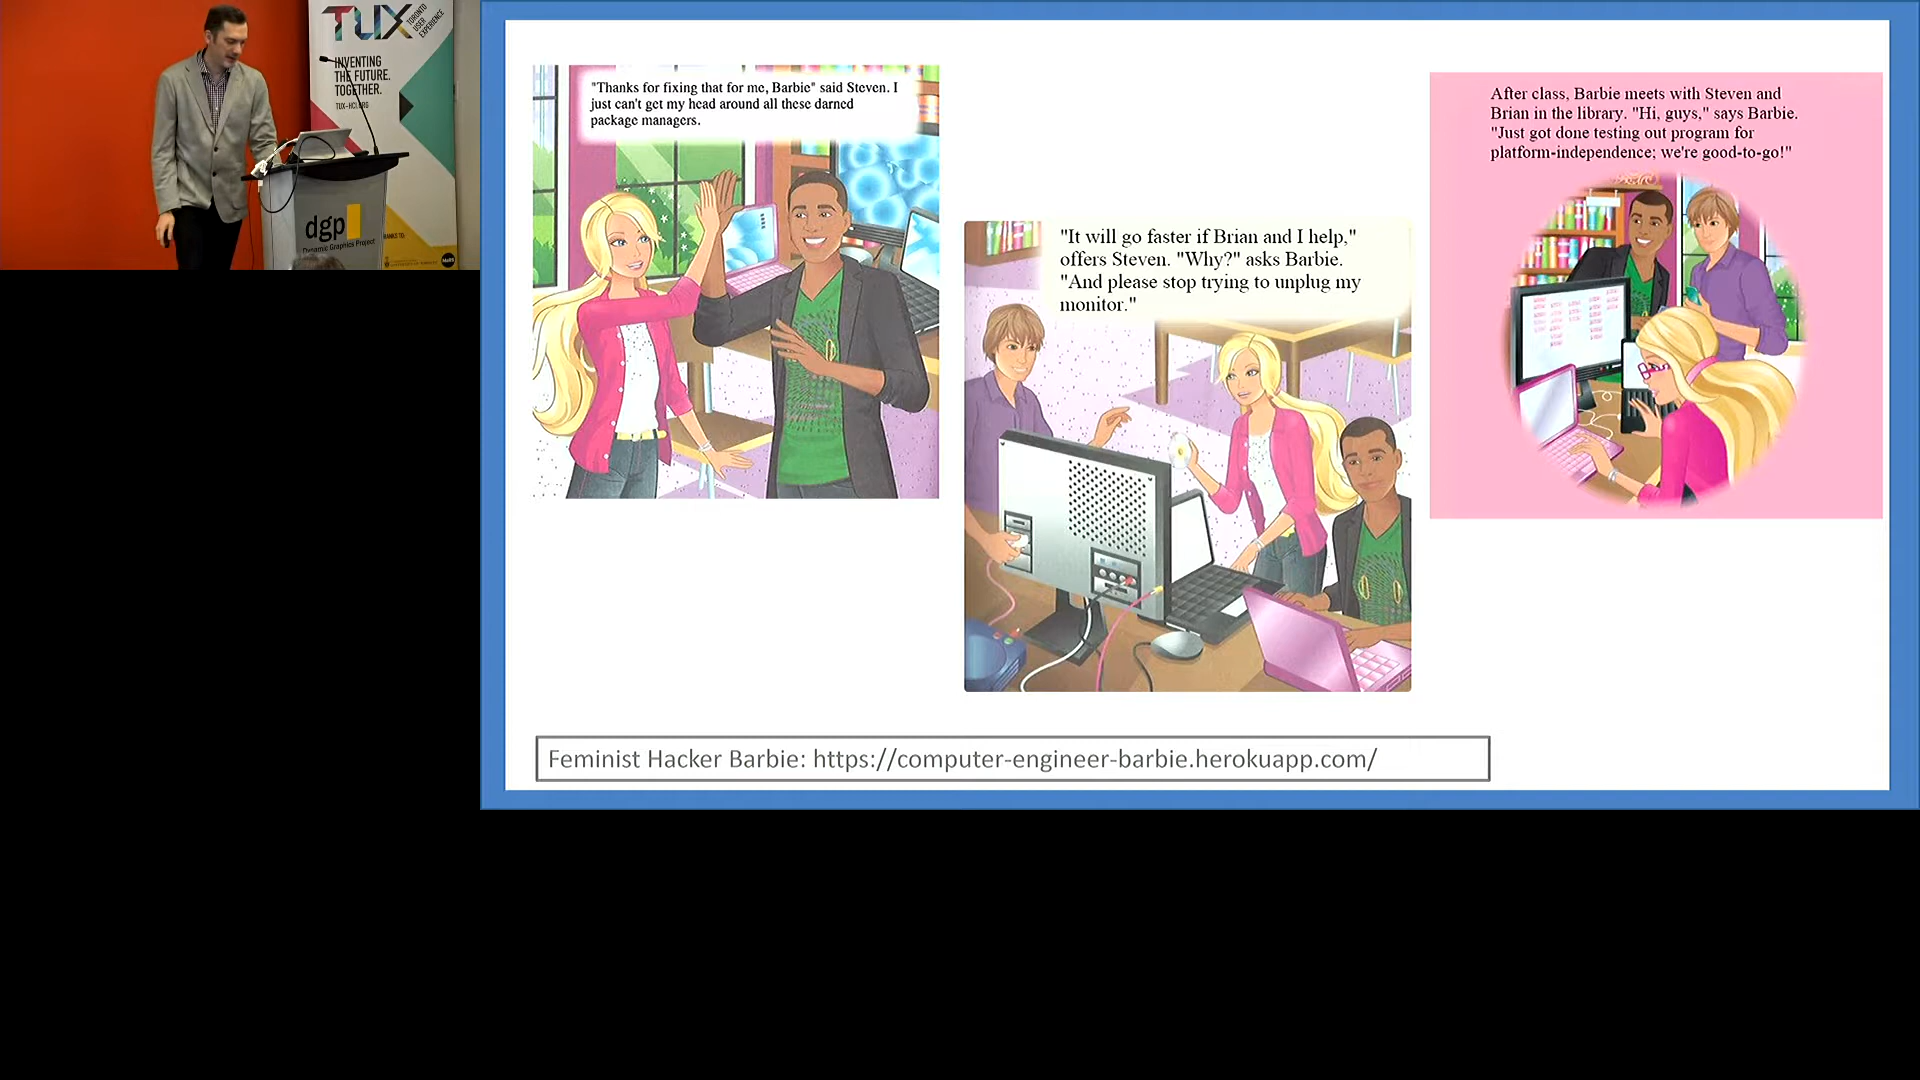 TUX
TORONTO
USER
EXPERIENCE
INVENTING
THE FUTURE.
TOGETHER.
TUX-HCI.ORG
dgp
Dynamic Graphics Project
"Thanks for fixing that for me, Barbie" said Steven. I
just can't get my head around all these darned
package managers.
"It will go faster if Brian and I help,"
offers Steven. "Why?" asks Barbie.
"And please stop trying to unplug my
monitor."
After class, Barbie meets with Steven and
Brian in the library. "Hi, guys," says Barbie.
"Just got done testing out program for
platform-independence; we're good-to-go!"
Feminist Hacker Barbie: https://computer-engineer-barbie.herokuapp.com/